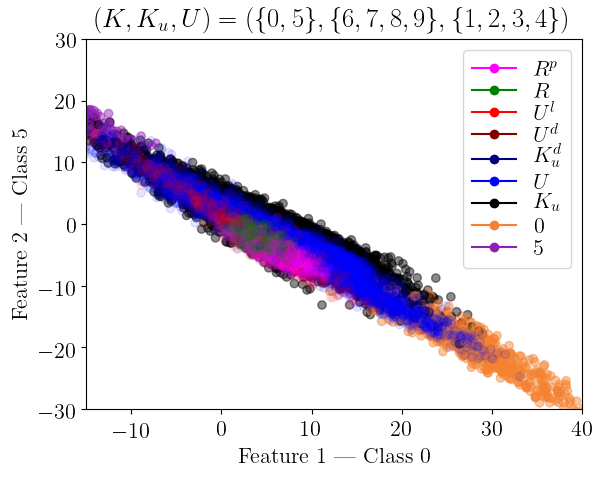 (K, K_u, U) = ({0, 5}, {6, 7, 8, 9}, {1, 2, 3, 4})
30
20
10
0
−10
−20
−30
Feature 2 — Class 5
R^p
R
U^l
U^d
K_u^d
U
K_u
0
5
−10
0
10
20
30
40
Feature 1 — Class 0